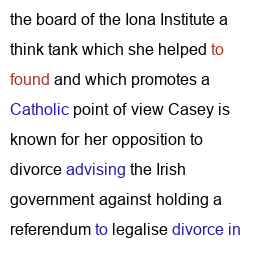 the board of the Iona Institute a
think tank which she helped to
found and which promotes a
Catholic point of view Casey is
known for her opposition to
divorce advising the Irish
government against holding a
referendum to legalise divorce in